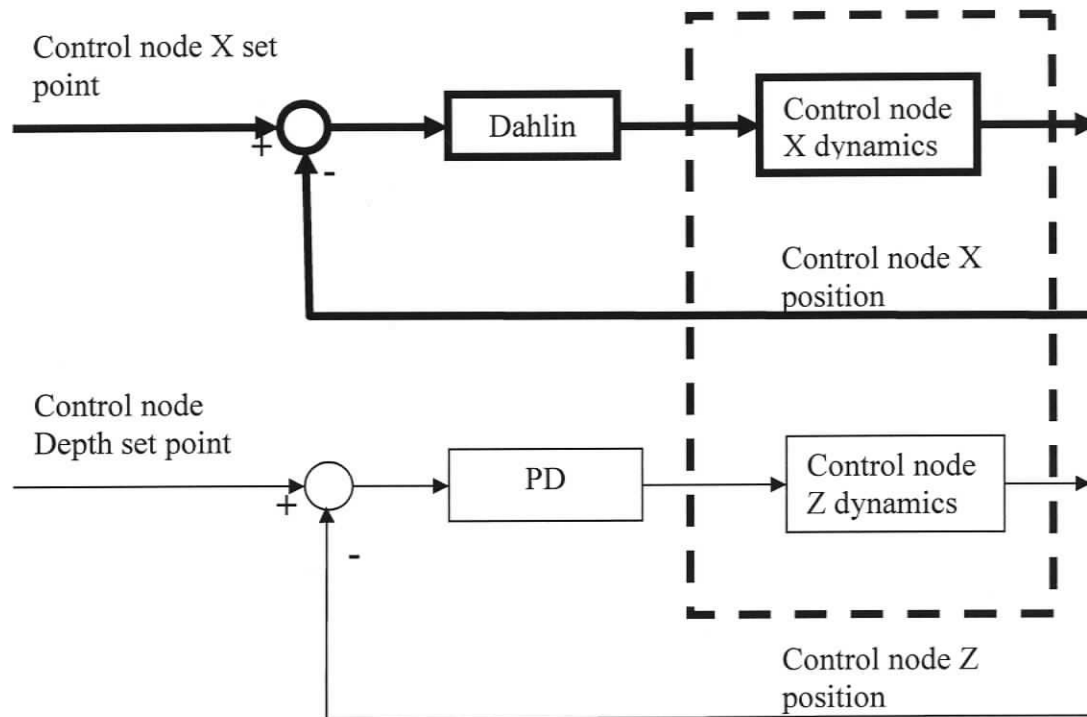 Control node X set
point
+
-
Dahlin
Control node
X dynamics
Control node X
position
Control node
Depth set point
+
-
PD
Control node
Z dynamics
Control node Z
position